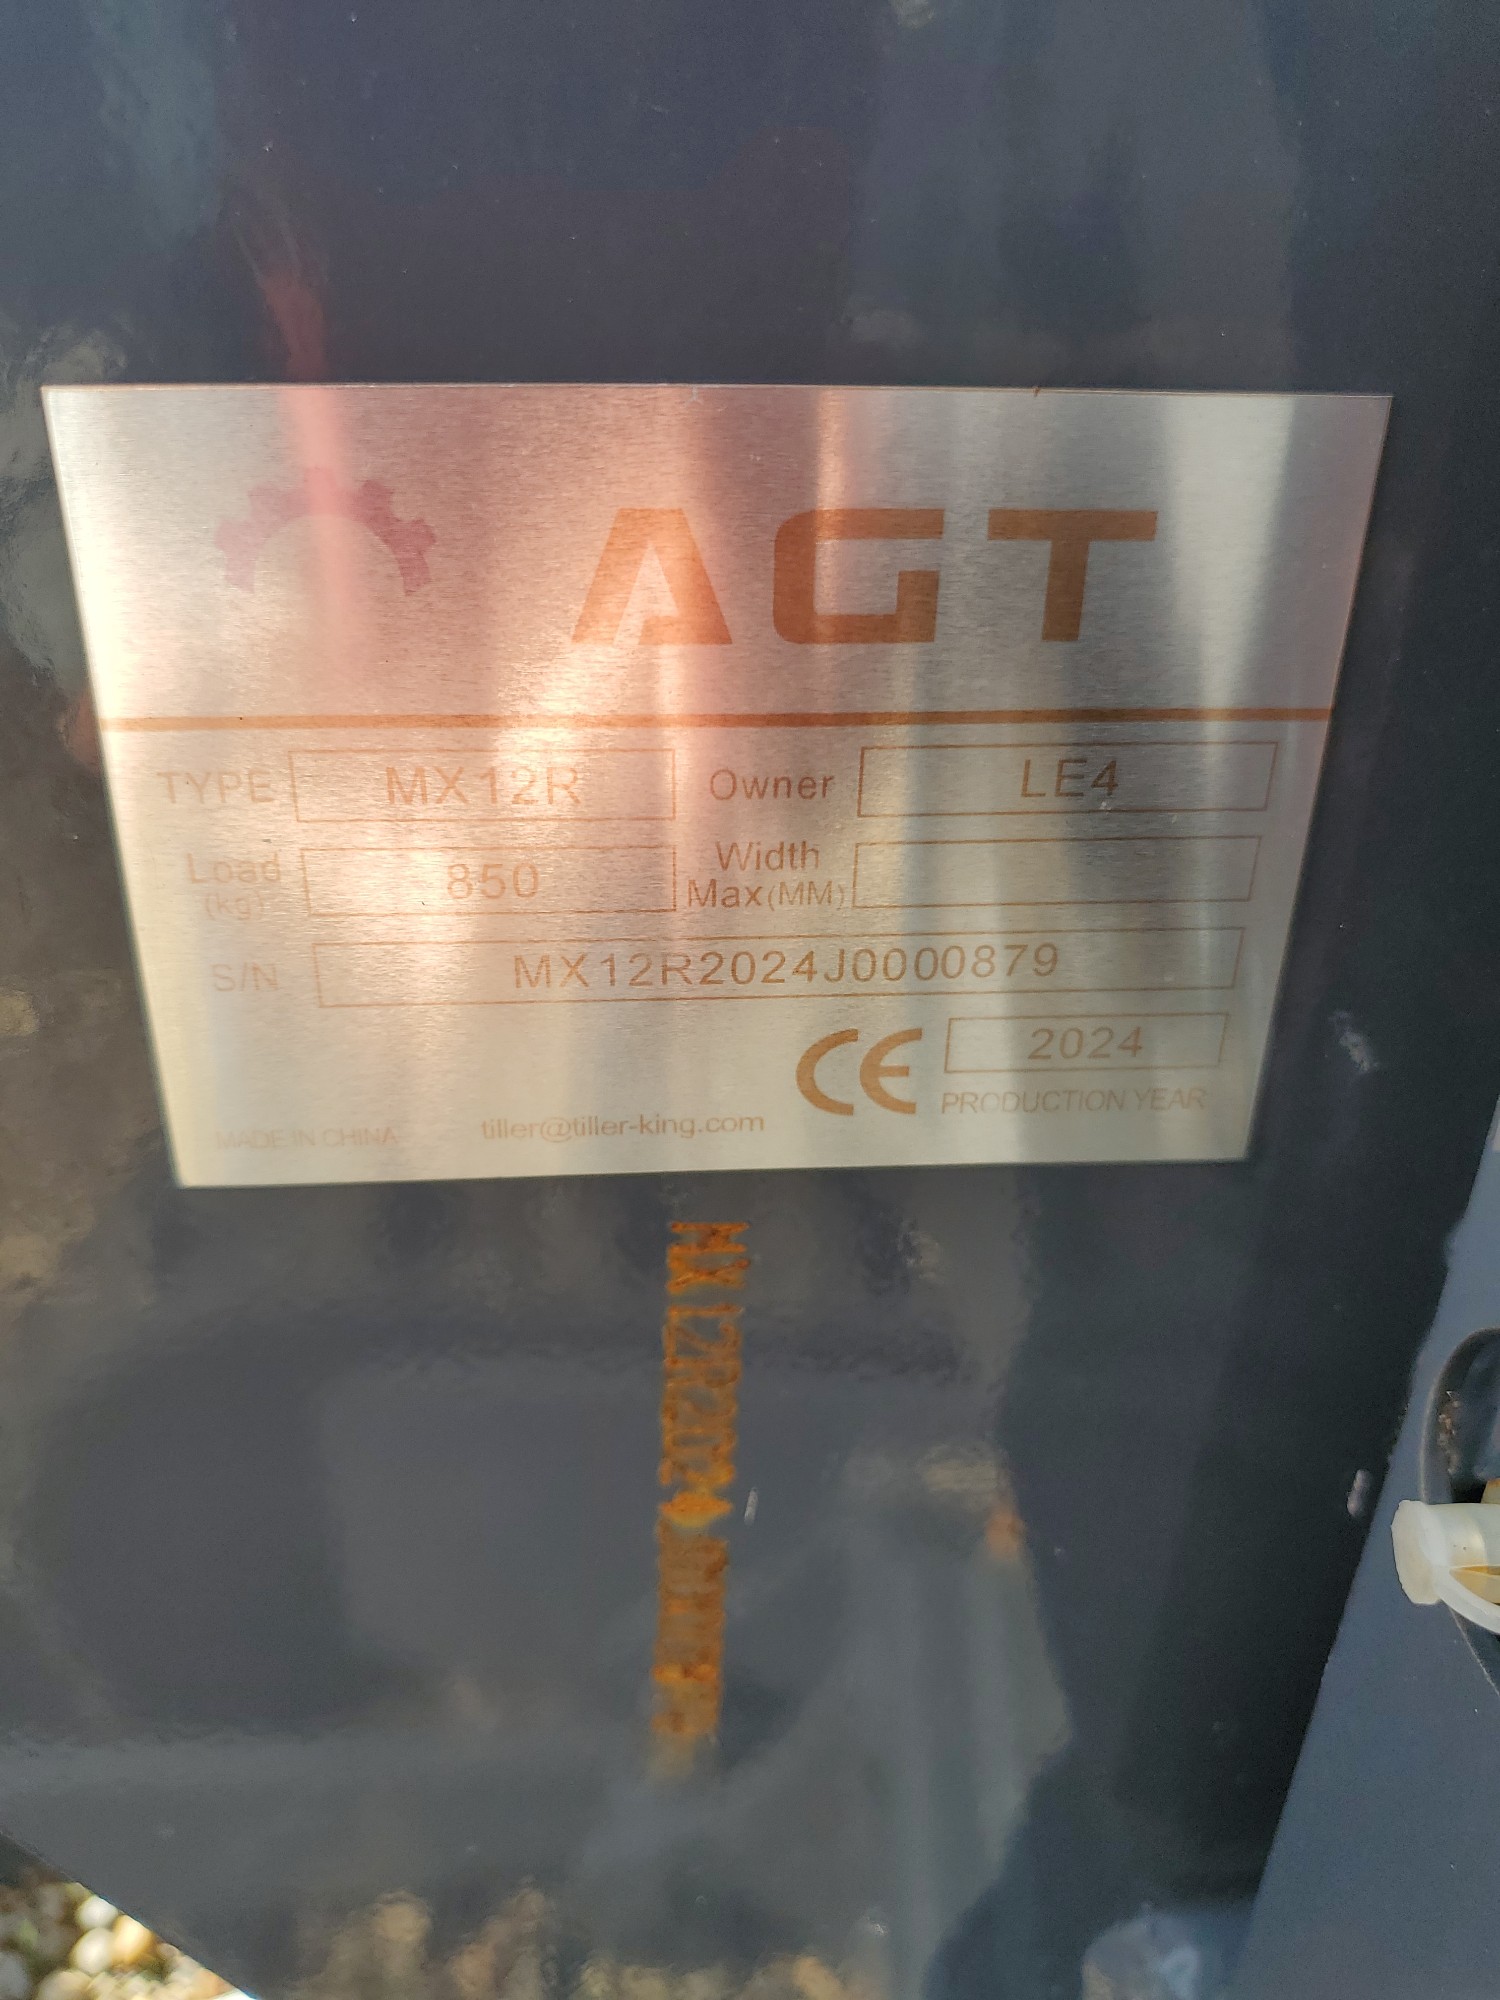 AGT
TYPE MX12R Owner LE4
Load (kg) 850 Width Max(MM)
S/N MX12R2024J0000879
CE 2024
PRODUCTION YEAR
MADE IN CHINA tiller@tiller-king.com
MX12R2024